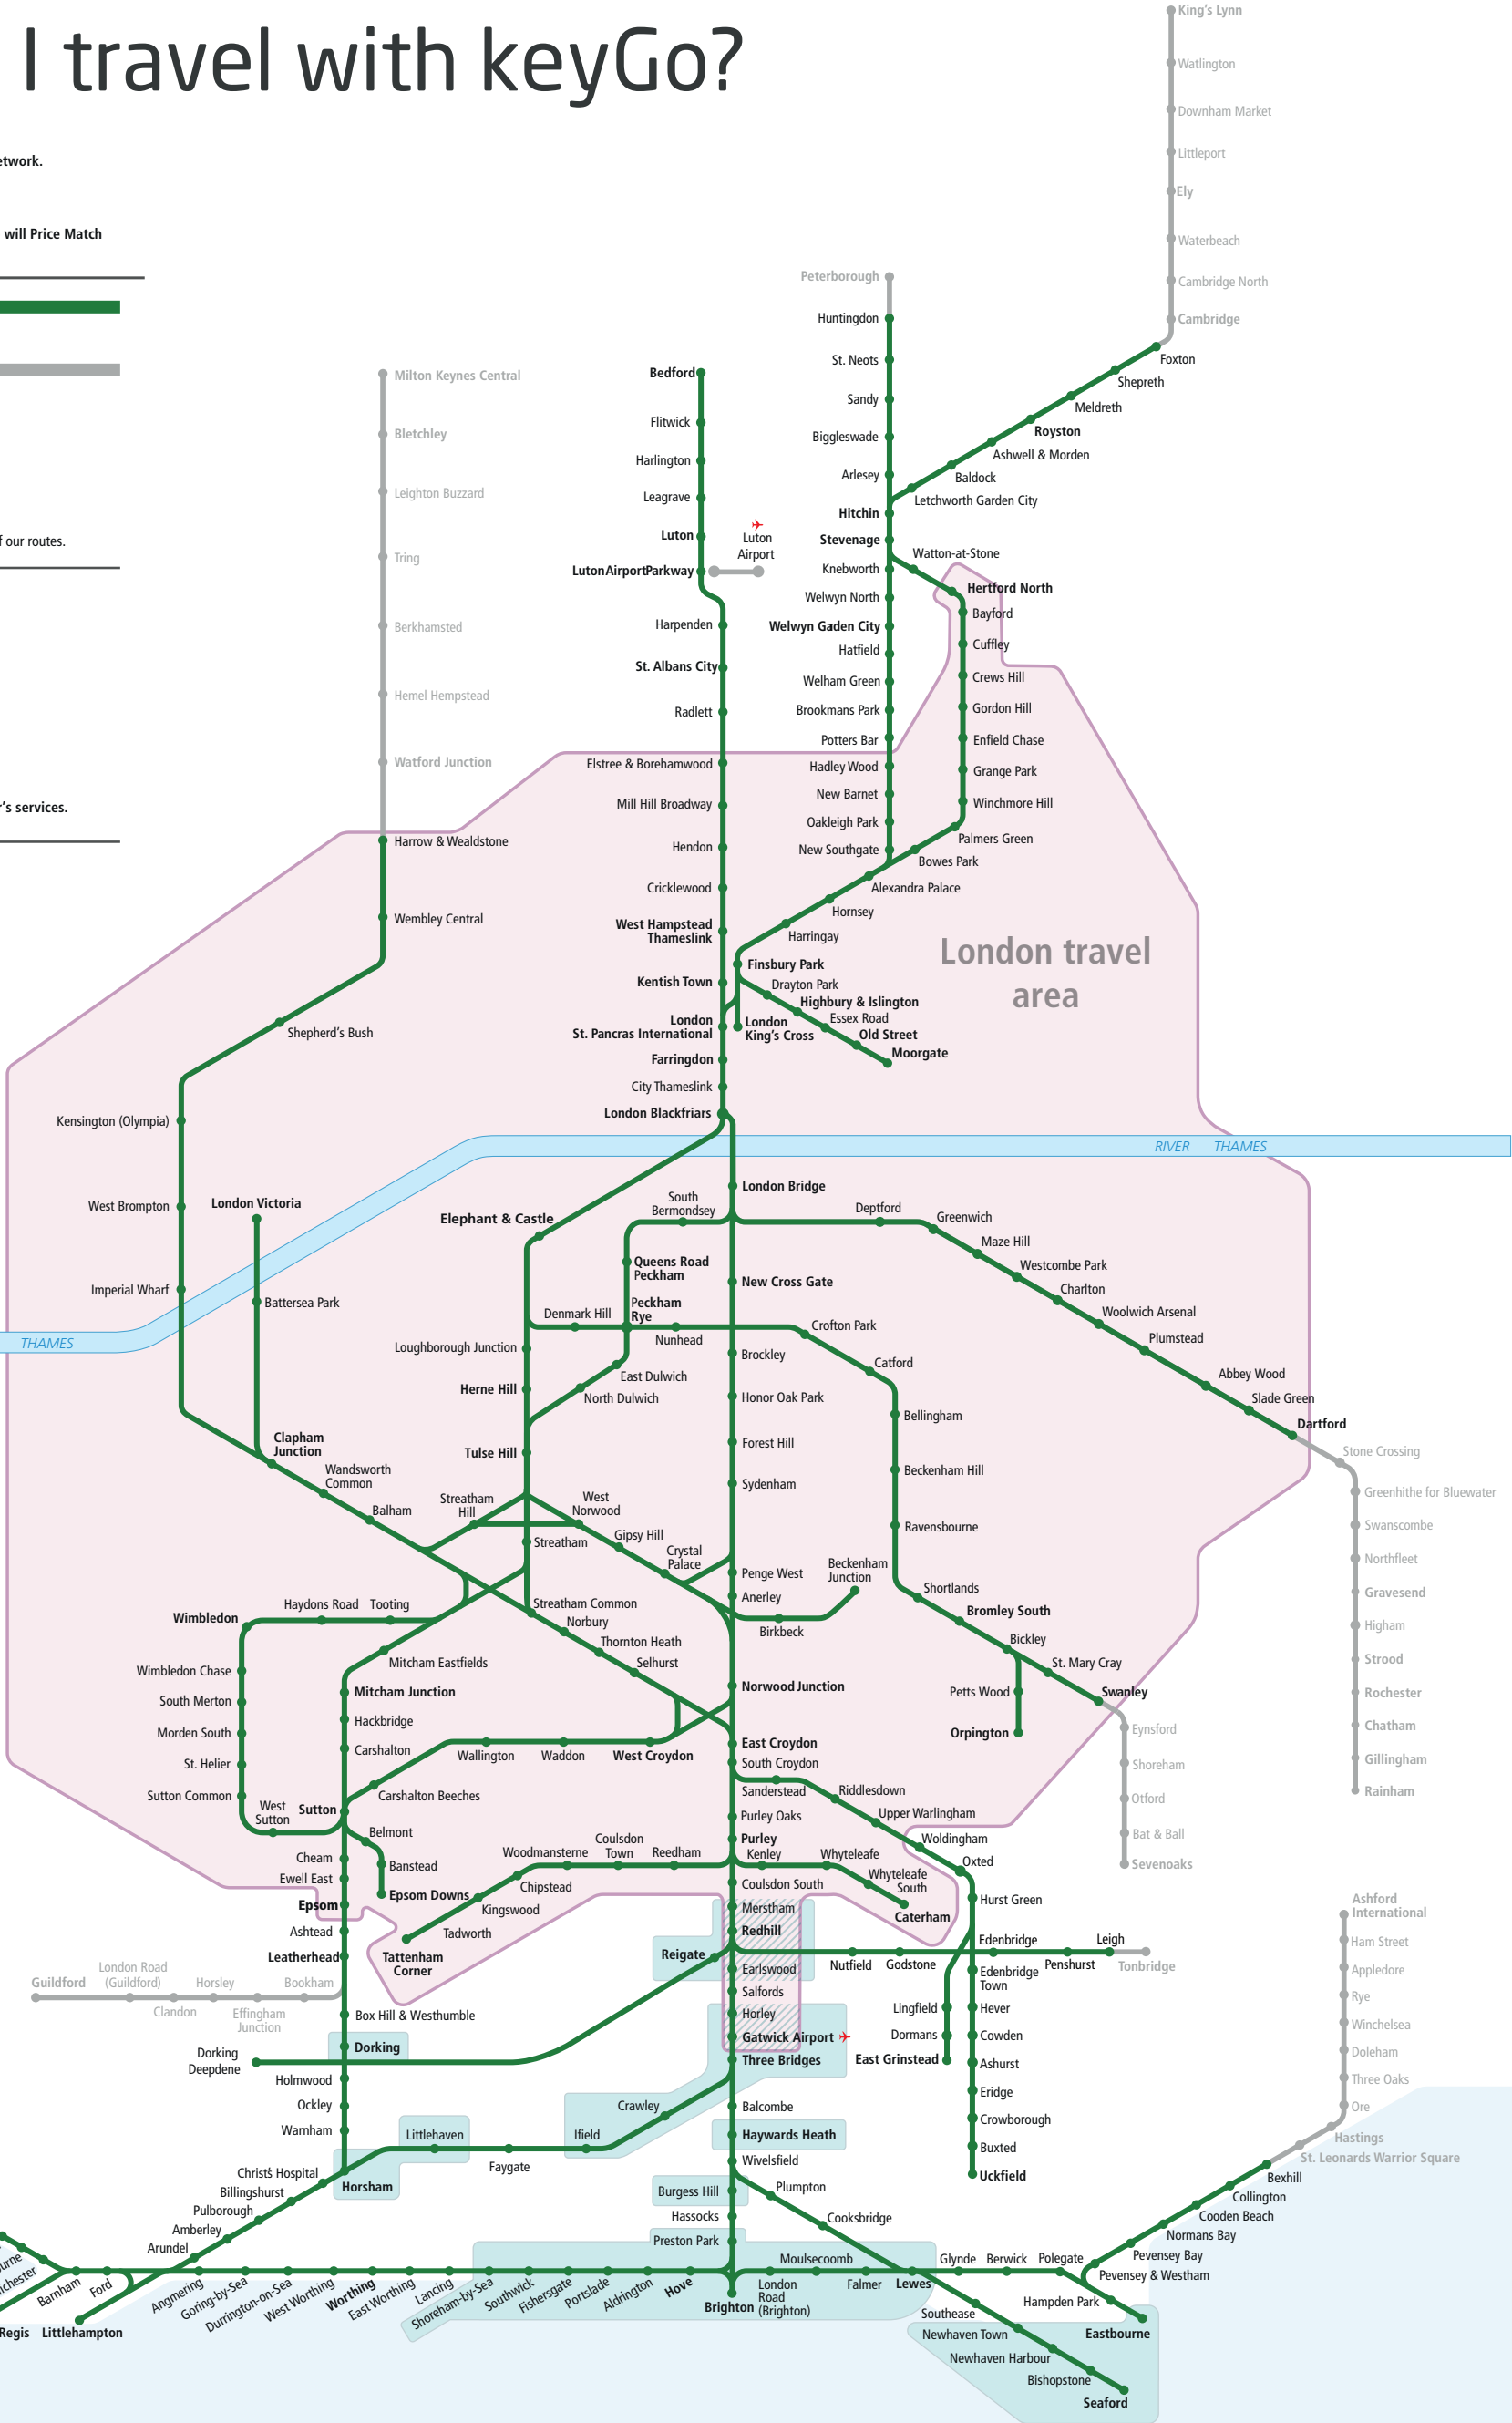 I travel with keyGo?
etwork.
will Price Match
f our routes.
r's services.
King's Lynn
Watlington
Downham Market
Littleport
Ely
Waterbeach
Cambridge North
Cambridge
Foxton
Shepreth
Meldreth
Royston
Ashwell & Morden
Baldock
Letchworth Garden City
Peterborough
Huntingdon
St. Neots
Sandy
Biggleswade
Arlesey
Hitchin
Stevenage
Knebworth
Welwyn North
Welwyn Gaden City
Hatfield
Welham Green
Brookmans Park
Potters Bar
Hadley Wood
New Barnet
Oakleigh Park
New Southgate
Watton-at-Stone
Hertford North
Bayford
Cuffley
Crews Hill
Gordon Hill
Enfield Chase
Grange Park
Winchmore Hill
Palmers Green
Bowes Park
Alexandra Palace
Hornsey
Harringay
Finsbury Park
Drayton Park
Highbury & Islington
Essex Road
Old Street
Moorgate
London
King's Cross
London travel
area
Milton Keynes Central
Bletchley
Leighton Buzzard
Tring
Berkhamsted
Hemel Hempstead
Watford Junction
Harrow & Wealdstone
Wembley Central
Shepherd's Bush
Kensington (Olympia)
West Brompton
Imperial Wharf
Bedford
Flitwick
Harlington
Leagrave
Luton
Luton
Airport
LutonAirportParkway
Harpenden
St. Albans City
Radlett
Elstree & Borehamwood
Mill Hill Broadway
Hendon
Cricklewood
West Hampstead
Thameslink
Kentish Town
London
St. Pancras International
Farringdon
City Thameslink
London Blackfriars
RIVER THAMES
THAMES
London Victoria
Battersea Park
Clapham
Junction
Wandsworth
Common
Balham
Elephant & Castle
South
Bermondsey
Queens Road
Peckham
Peckham
Rye
Denmark Hill
Nunhead
Crofton Park
Catford
Bellingham
Beckenham Hill
Ravensbourne
Shortlands
Bromley South
Bickley
St. Mary Cray
Swanley
Petts Wood
Orpington
Eynsford
Shoreham
Otford
Bat & Ball
Sevenoaks
London Bridge
Deptford
Greenwich
Maze Hill
Westcombe Park
Charlton
Woolwich Arsenal
Plumstead
Abbey Wood
Slade Green
Dartford
Stone Crossing
Greenhithe for Bluewater
Swanscombe
Northfleet
Gravesend
Higham
Strood
Rochester
Chatham
Gillingham
Rainham
New Cross Gate
Brockley
Honor Oak Park
Forest Hill
Sydenham
Penge West
Anerley
Beckenham
Junction
Birkbeck
Norwood Junction
East Croydon
South Croydon
Loughborough Junction
Herne Hill
East Dulwich
North Dulwich
Tulse Hill
Streatham
Hill
West
Norwood
Gipsy Hill
Crystal
Palace
Streatham
Streatham Common
Norbury
Thornton Heath
Selhurst
Wimbledon
Haydons Road
Tooting
Wimbledon Chase
South Merton
Morden South
St. Helier
Sutton Common
West
Sutton
Sutton
Mitcham Eastfields
Mitcham Junction
Hackbridge
Carshalton
Carshalton Beeches
Wallington
Waddon
West Croydon
Belmont
Banstead
Epsom Downs
Cheam
Ewell East
Epsom
Ashtead
Leatherhead
Guildford
London Road
(Guildford)
Clandon
Horsley
Effingham
Junction
Bookham
Box Hill & Westhumble
Dorking
Dorking
Deepdene
Holmwood
Ockley
Warnham
Horsham
Sanderstead
Riddlesdown
Upper Warlingham
Woldingham
Oxted
Hurst Green
Purley Oaks
Purley
Kenley
Whyteleafe
Whyteleafe
South
Caterham
Reedham
Coulsdon
Town
Woodmansterne
Chipstead
Kingswood
Tadworth
Tattenham
Corner
Coulsdon South
Merstham
Redhill
Reigate
Earlswood
Salfords
Horley
Gatwick Airport
Three Bridges
Nutfield
Godstone
Edenbridge
Penshurst
Leigh
Tonbridge
Edenbridge
Town
Hever
Cowden
Ashurst
Eridge
Crowborough
Buxted
Uckfield
Lingfield
Dormans
East Grinstead
Ashford
International
Ham Street
Appledore
Rye
Winchelsea
Doleham
Three Oaks
Ore
Hastings
St. Leonards Warrior Square
Bexhill
Collington
Cooden Beach
Normans Bay
Pevensey Bay
Pevensey & Westham
Crawley
Ifield
Faygate
Littlehaven
Christ's Hospital
Billingshurst
Pulborough
Amberley
Arundel
Balcombe
Haywards Heath
Wivelsfield
Burgess Hill
Hassocks
Preston Park
Plumpton
Cooksbridge
urne
nchester
Barnham
Ford
Angmering
Goring-by-Sea
Durrington-on-Sea
West Worthing
Worthing
East Worthing
Lancing
Shoreham-by-Sea
Southwick
Fishersgate
Portslade
Aldrington
Hove
Brighton
London
Road
(Brighton)
Moulsecoomb
Falmer
Lewes
Glynde
Berwick
Polegate
Hampden Park
Eastbourne
Southease
Newhaven Town
Newhaven Harbour
Bishopstone
Seaford
Regis
Littlehampton